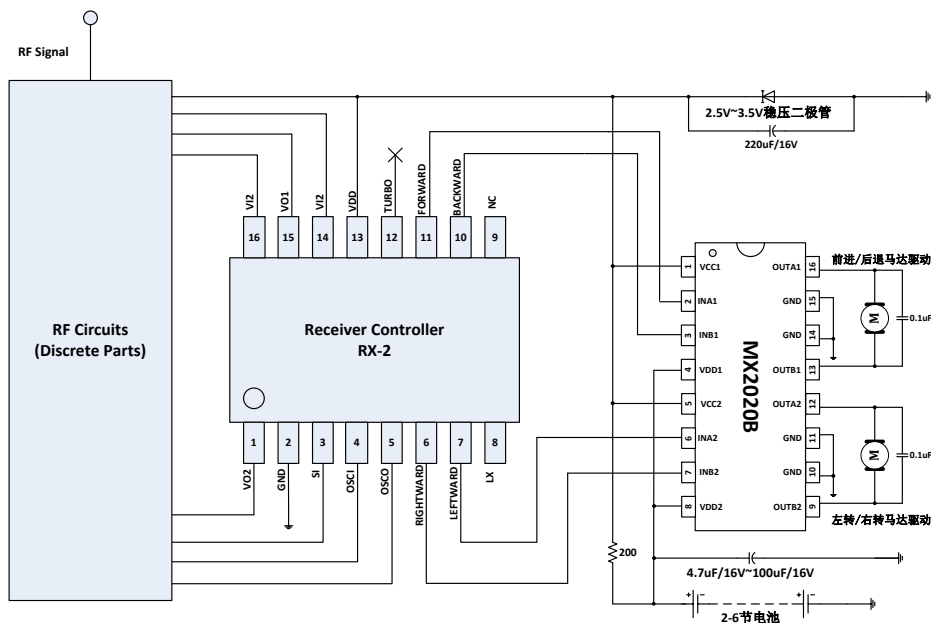 RF Signal
2.5V~3.5V稳压二极管
220uF/16V
VI2
VO1
VI2
VDD
TURBO
FORWARD
BACKWARD
NC
16
15
14
13
12
11
10
9
RF Circuits
(Discrete Parts)
Receiver Controller
RX-2
1
2
3
4
5
6
7
8
VO2
GND
SI
OSCI
OSCO
RIGHTWARD
LEFTWARD
LX
MX2020B
1 VCC1
2 INA1
3 INB1
4 VDD1
5 VCC2
6 INA2
7 INB2
8 VDD2
OUTA1 16
GND 15
GND 14
OUTB1 13
OUTA2 12
GND 11
GND 10
OUTB2 9
前进/后退马达驱动
M
0.1uF
M
0.1uF
左转/右转马达驱动
200
4.7uF/16V~100uF/16V
+ -
+ -
2-6节电池